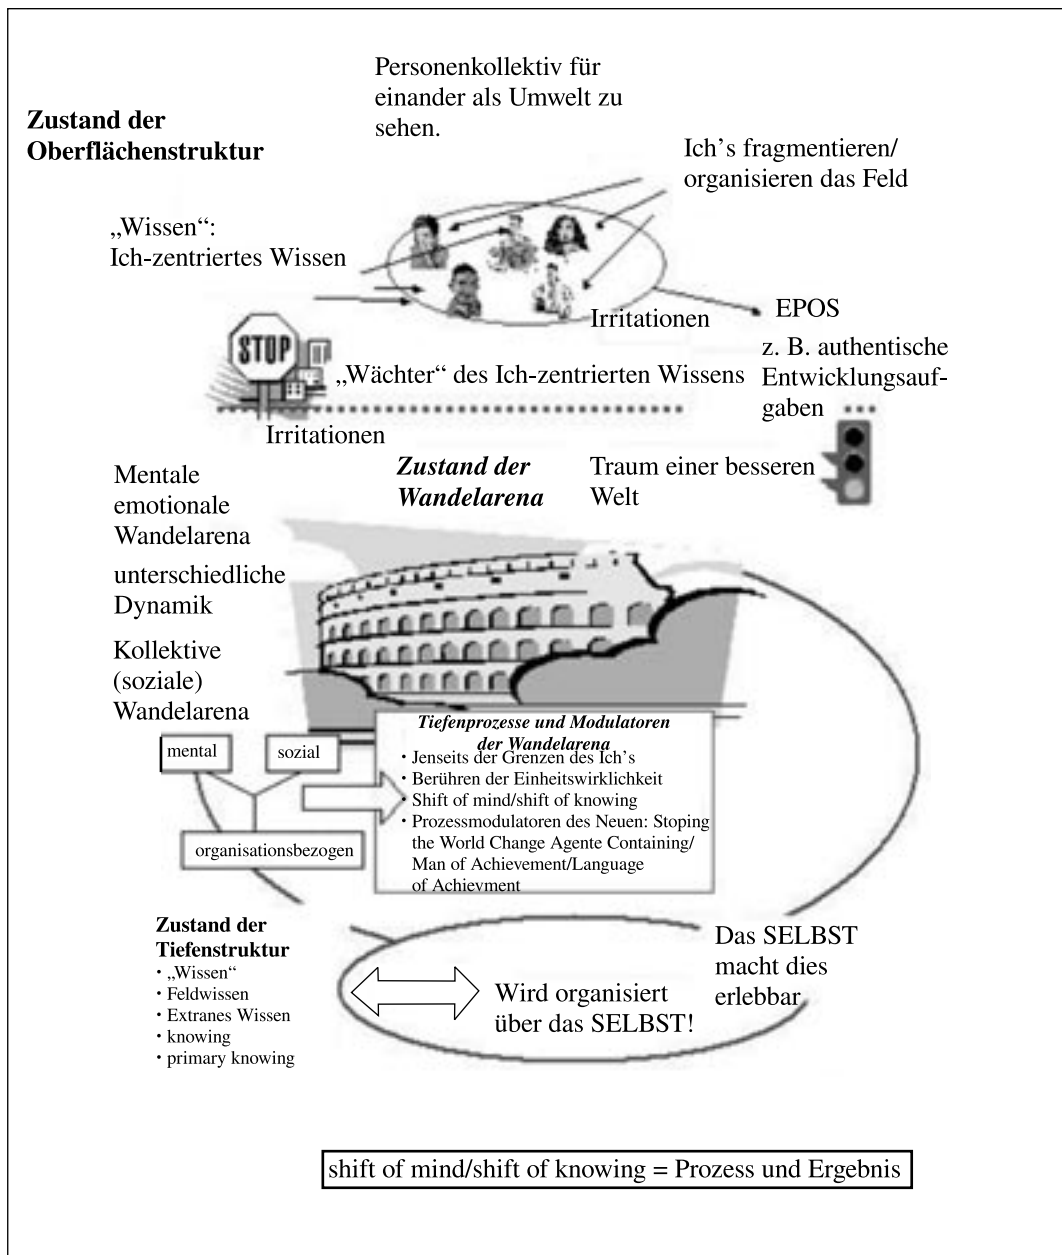 Personenkollektiv für
einander als Umwelt zu
sehen.
Zustand der
Oberflächenstruktur
Ich's fragmentieren/
organisieren das Feld
„Wissen“:
Ich-zentriertes Wissen
Irritationen
EPOS
z. B. authentische
Entwicklungsauf-
gaben
STOP
„Wächter“ des Ich-zentrierten Wissens
Irritationen
Zustand der
Wandelarena
Traum einer besseren
Welt
Mentale
emotionale
Wandelarena
unterschiedliche
Dynamik
Kollektive
(soziale)
Wandelarena
mental
sozial
organisationsbezogen
Tiefenprozesse und Modulatoren
der Wandelarena
• Jenseits der Grenzen des Ich's
• Berühren der Einheitswirklichkeit
• Shift of mind/shift of knowing
• Prozessmodulatoren des Neuen: Stoping
the World Change Agente Containing/
Man of Achievement/Language
of Achievment
Zustand der
Tiefenstruktur
• „Wissen“
• Feldwissen
• Extranes Wissen
• knowing
• primary knowing
Wird organisiert
über das SELBST!
Das SELBST
macht dies
erlebbar
shift of mind/shift of knowing = Prozess und Ergebnis